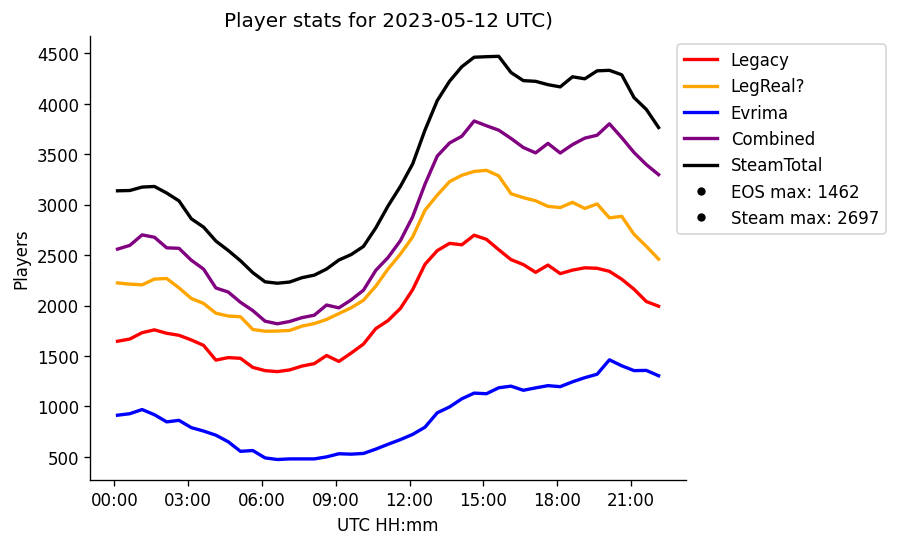 Player stats for 2023-05-12 UTC)
4500
4000
3500
3000
2500
2000
1500
1000
500
Players
00:00 03:00 06:00 09:00 12:00 15:00 18:00 21:00
UTC HH:mm
Legacy
LegReal?
Evrima
Combined
SteamTotal
EOS max: 1462
Steam max: 2697